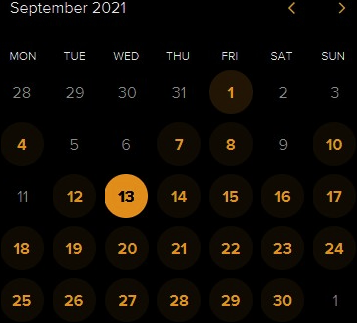 September 2021 < >
MON TUE WED THU FRI SAT SUN
28 29 30 31 1 2 3
4 5 6 7 8 9 10
11 12 13 14 15 16 17
18 19 20 21 22 23 24
25 26 27 28 29 30 1